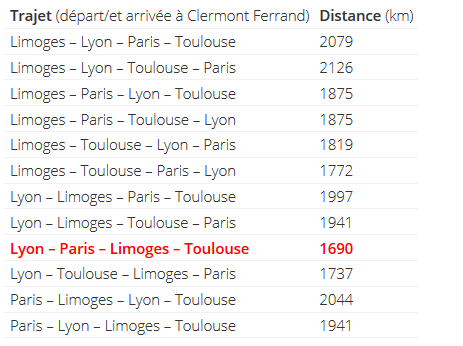 Trajet (départ/et arrivée à Clermont Ferrand) Distance (km)
Limoges – Lyon – Paris – Toulouse 2079
Limoges – Lyon – Toulouse – Paris 2126
Limoges – Paris – Lyon – Toulouse 1875
Limoges – Paris – Toulouse – Lyon 1875
Limoges – Toulouse – Lyon – Paris 1819
Limoges – Toulouse – Paris – Lyon 1772
Lyon – Limoges – Paris – Toulouse 1997
Lyon – Limoges – Toulouse – Paris 1941
Lyon – Paris – Limoges – Toulouse 1690
Lyon – Toulouse – Limoges – Paris 1737
Paris – Limoges – Lyon – Toulouse 2044
Paris – Lyon – Limoges – Toulouse 1941